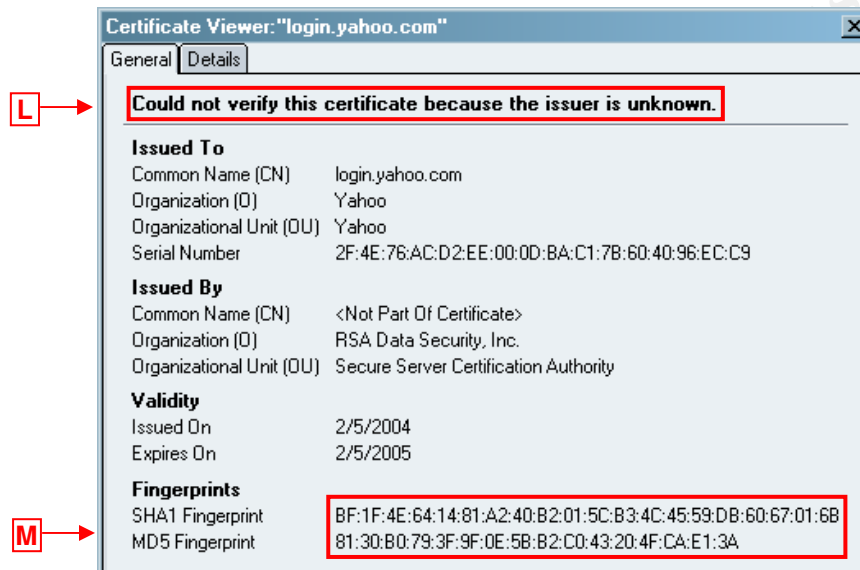 Certificate Viewer:"login.yahoo.com"
General Details
L
Could not verify this certificate because the issuer is unknown.
Issued To
Common Name (CN) login.yahoo.com
Organization (O) Yahoo
Organizational Unit (OU) Yahoo
Serial Number 2F:4E:76:AC:D2:EE:00:0D:BA:C1:7B:60:40:96:EC:C9
Issued By
Common Name (CN) <Not Part Of Certificate>
Organization (O) RSA Data Security, Inc.
Organizational Unit (OU) Secure Server Certification Authority
Validity
Issued On 2/5/2004
Expires On 2/5/2005
Fingerprints
SHA1 Fingerprint BF:1F:4E:64:14:81:A2:40:B2:01:5C:B3:4C:45:59:DB:60:67:01:6B
M
MD5 Fingerprint 81:30:B0:79:3F:9F:0E:5B:B2:C0:43:20:4F:CA:E1:3A